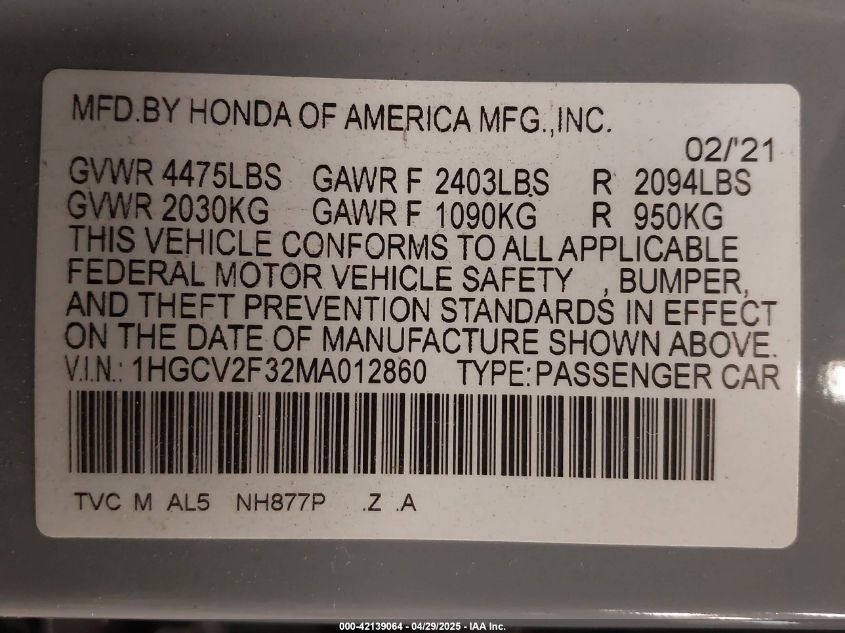 MFD.BY HONDA OF AMERICA MFG.,INC.
02/'21
GVWR 4475LBS GAWR F 2403LBS R 2094LBS
GVWR 2030KG GAWR F 1090KG R 950KG
THIS VEHICLE CONFORMS TO ALL APPLICABLE
FEDERAL MOTOR VEHICLE SAFETY , BUMPER,
AND THEFT PREVENTION STANDARDS IN EFFECT
ON THE DATE OF MANUFACTURE SHOWN ABOVE.
V.I.N.: 1HGCV2F32MA012860 TYPE:PASSENGER CAR
TVC M AL5 NH877P .Z .A
000-42139064 - 04/29/2025 - IAA Inc.